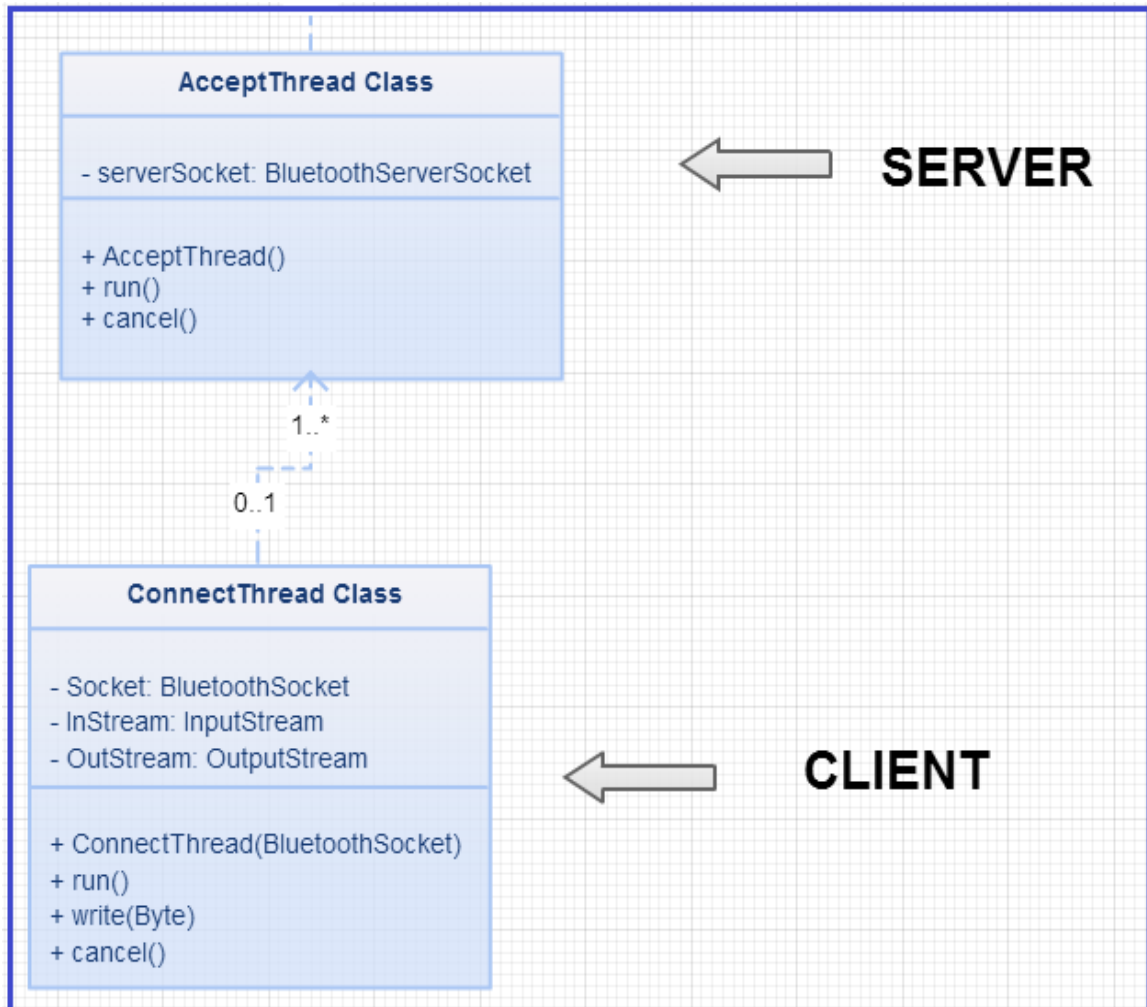 AcceptThread Class
- serverSocket: BluetoothServerSocket
SERVER
+ AcceptThread()
+ run()
+ cancel()
1..*
0..1
ConnectThread Class
- Socket: BluetoothSocket
- InStream: InputStream
- OutStream: OutputStream
CLIENT
+ ConnectThread(BluetoothSocket)
+ run()
+ write(Byte)
+ cancel()